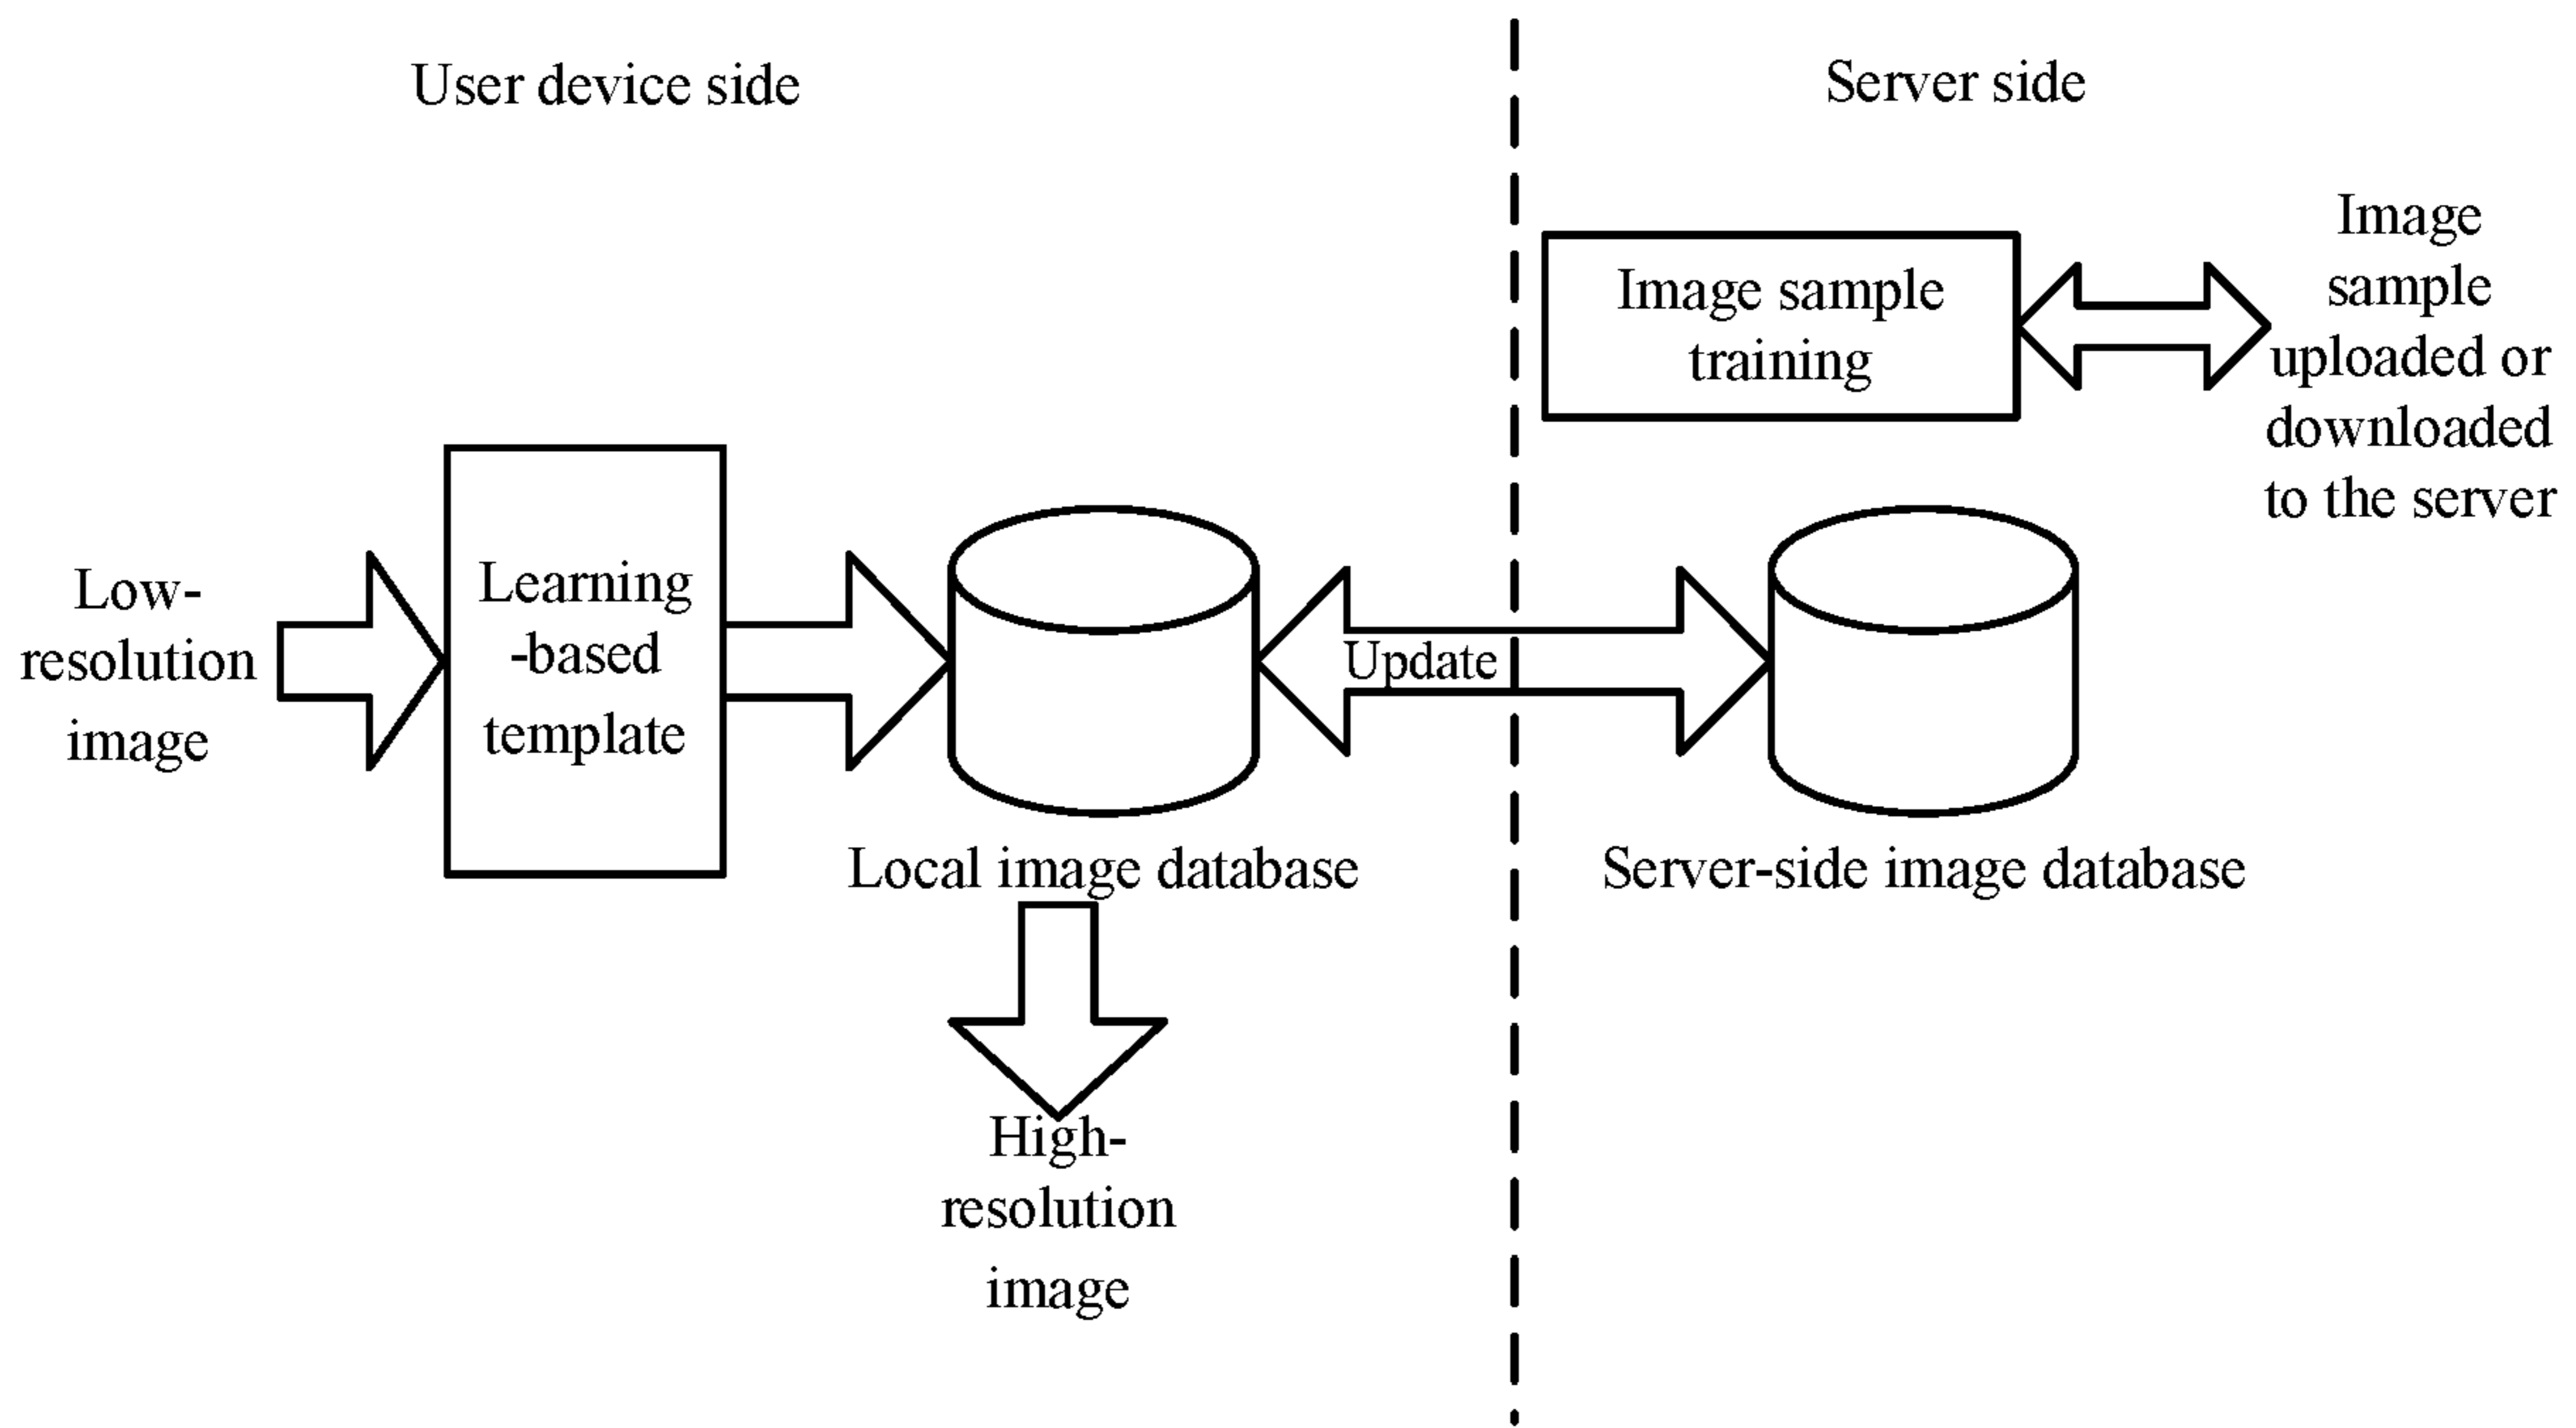 User device side
Server side
Image
sample
uploaded or
downloaded
to the server
Image sample
training
Low-
resolution
image
Learning
-based
template
Update
Local image database
Server-side image database
High-
resolution
image